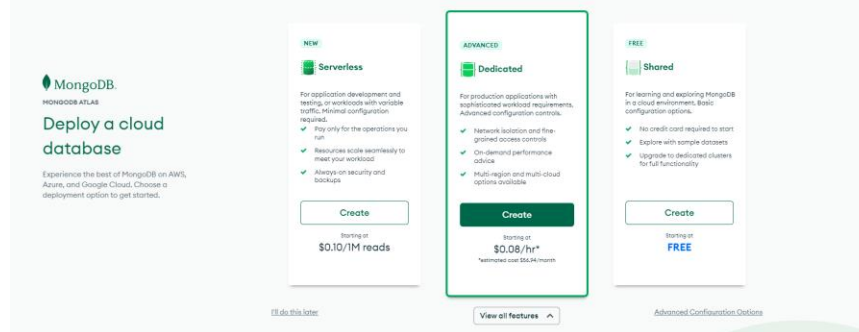 MongoDB.
MONGODB ATLAS
Deploy a cloud
database
Experience the best of MongoDB on AWS,
Azure, and Google Cloud. Choose a
deployment option to get started.
NEW
Serverless
For application development and
testing, or workloads with variable
traffic. Minimal configuration
required.
Pay only for the operations you
run
Resources scale seamlessly to
meet your workload
Always-on security and
backups
Create
Starting at
$0.10/1M reads
ADVANCED
Dedicated
For production applications with
sophisticated workload requirements.
Advanced configuration controls.
Network isolation and fine-
grained access controls
On-demand performance
advice
Multi-region and multi-cloud
options available
Create
Starting at
$0.08/hr*
*estimated cost $56.94/month
FREE
Shared
For learning and exploring MongoDB
in a cloud environment. Basic
configuration options.
No credit card required to start
Explore with sample datasets
Upgrade to dedicated clusters
for full functionality
Create
Starting at
FREE
I'll do this later
View all features
Advanced Configuration Options